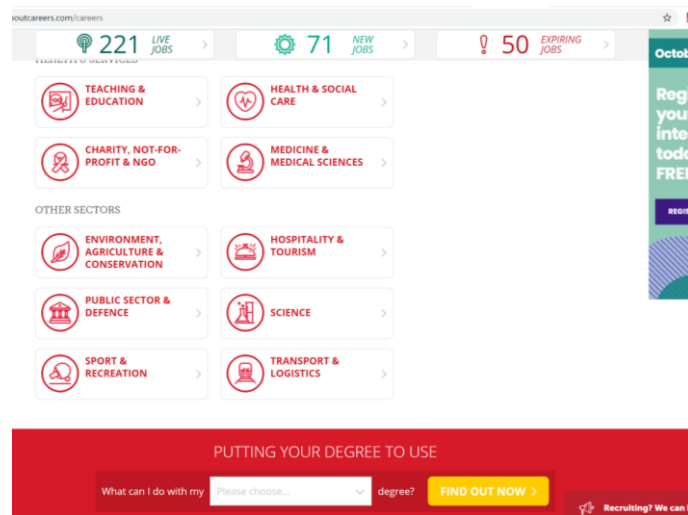 outcareers.com/careers
221 LIVE JOBS
71 NEW JOBS
50 EXPIRING JOBS
TEACHING &
EDUCATION
HEALTH & SOCIAL
CARE
CHARITY, NOT-FOR-
PROFIT & NGO
MEDICINE &
MEDICAL SCIENCES
OTHER SECTORS
ENVIRONMENT,
AGRICULTURE &
CONSERVATION
HOSPITALITY &
TOURISM
PUBLIC SECTOR &
DEFENCE
SCIENCE
SPORT &
RECREATION
TRANSPORT &
LOGISTICS
PUTTING YOUR DEGREE TO USE
What can I do with my Please choose... degree? FIND OUT NOW >
Octob
Reg
your
inte
toda
FREE
REGIS
Recruiting? We can